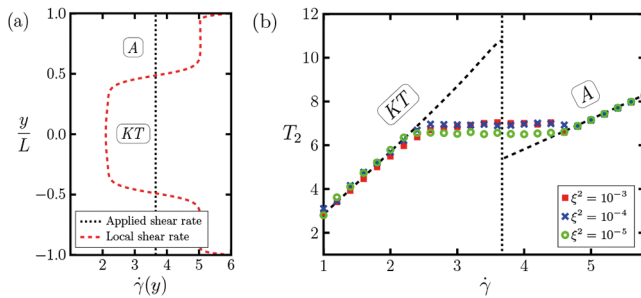 (a)
1.0
0.5
0.0
−0.5
−1.0
y/L
A
KT
Applied shear rate
Local shear rate
2 3 4 5 6
γ̇(y)
(b)
12
10
8
6
4
2
T₂
KT
A
ξ² = 10⁻³
ξ² = 10⁻⁴
ξ² = 10⁻⁵
1 2 3 4 5
γ̇